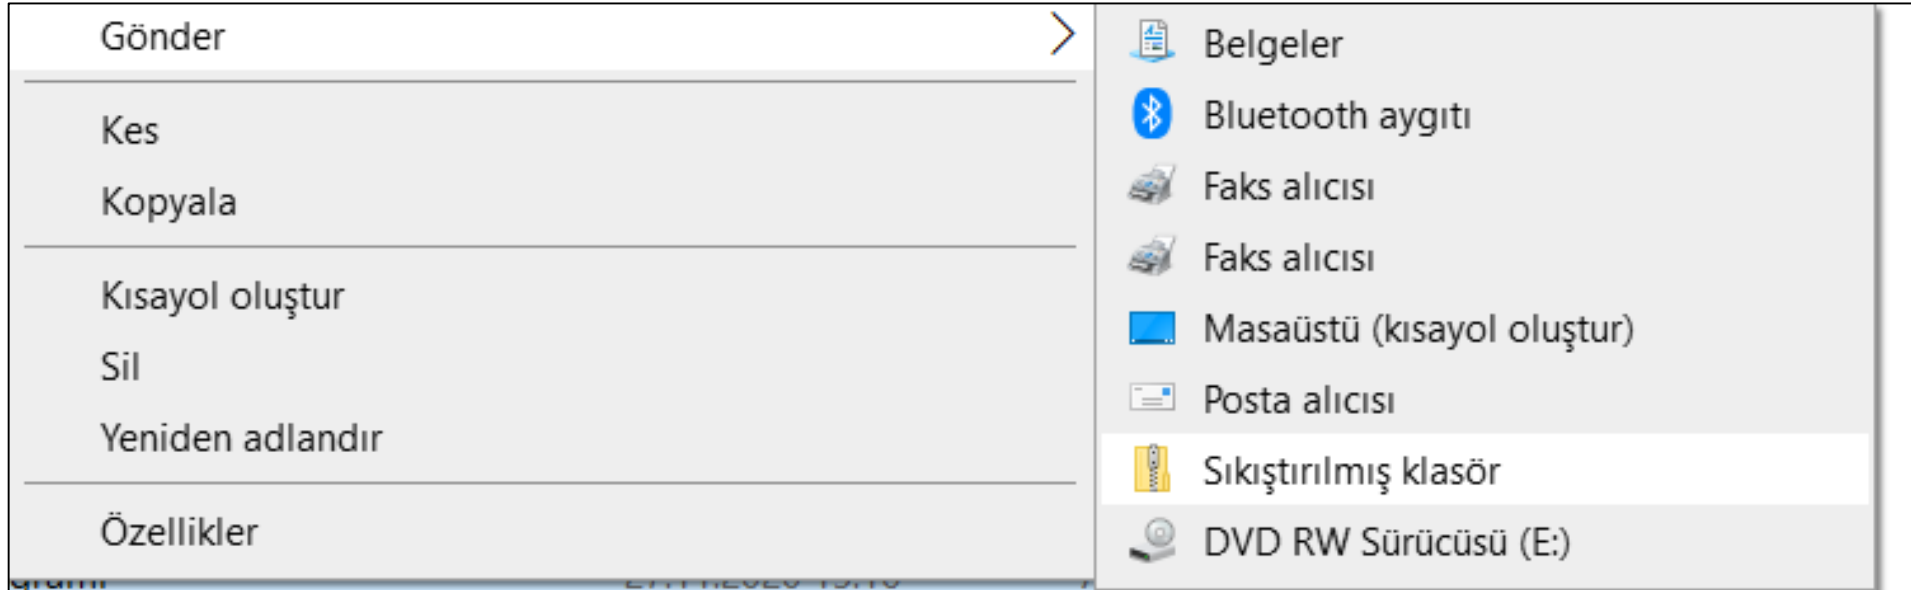 Gönder
Kes
Kopyala
Kısayol oluştur
Sil
Yeniden adlandır
Özellikler
Belgeler
Bluetooth aygıtı
Faks alıcısı
Faks alıcısı
Masaüstü (kısayol oluştur)
Posta alıcısı
Sıkıştırılmış klasör
DVD RW Sürücüsü (E:)